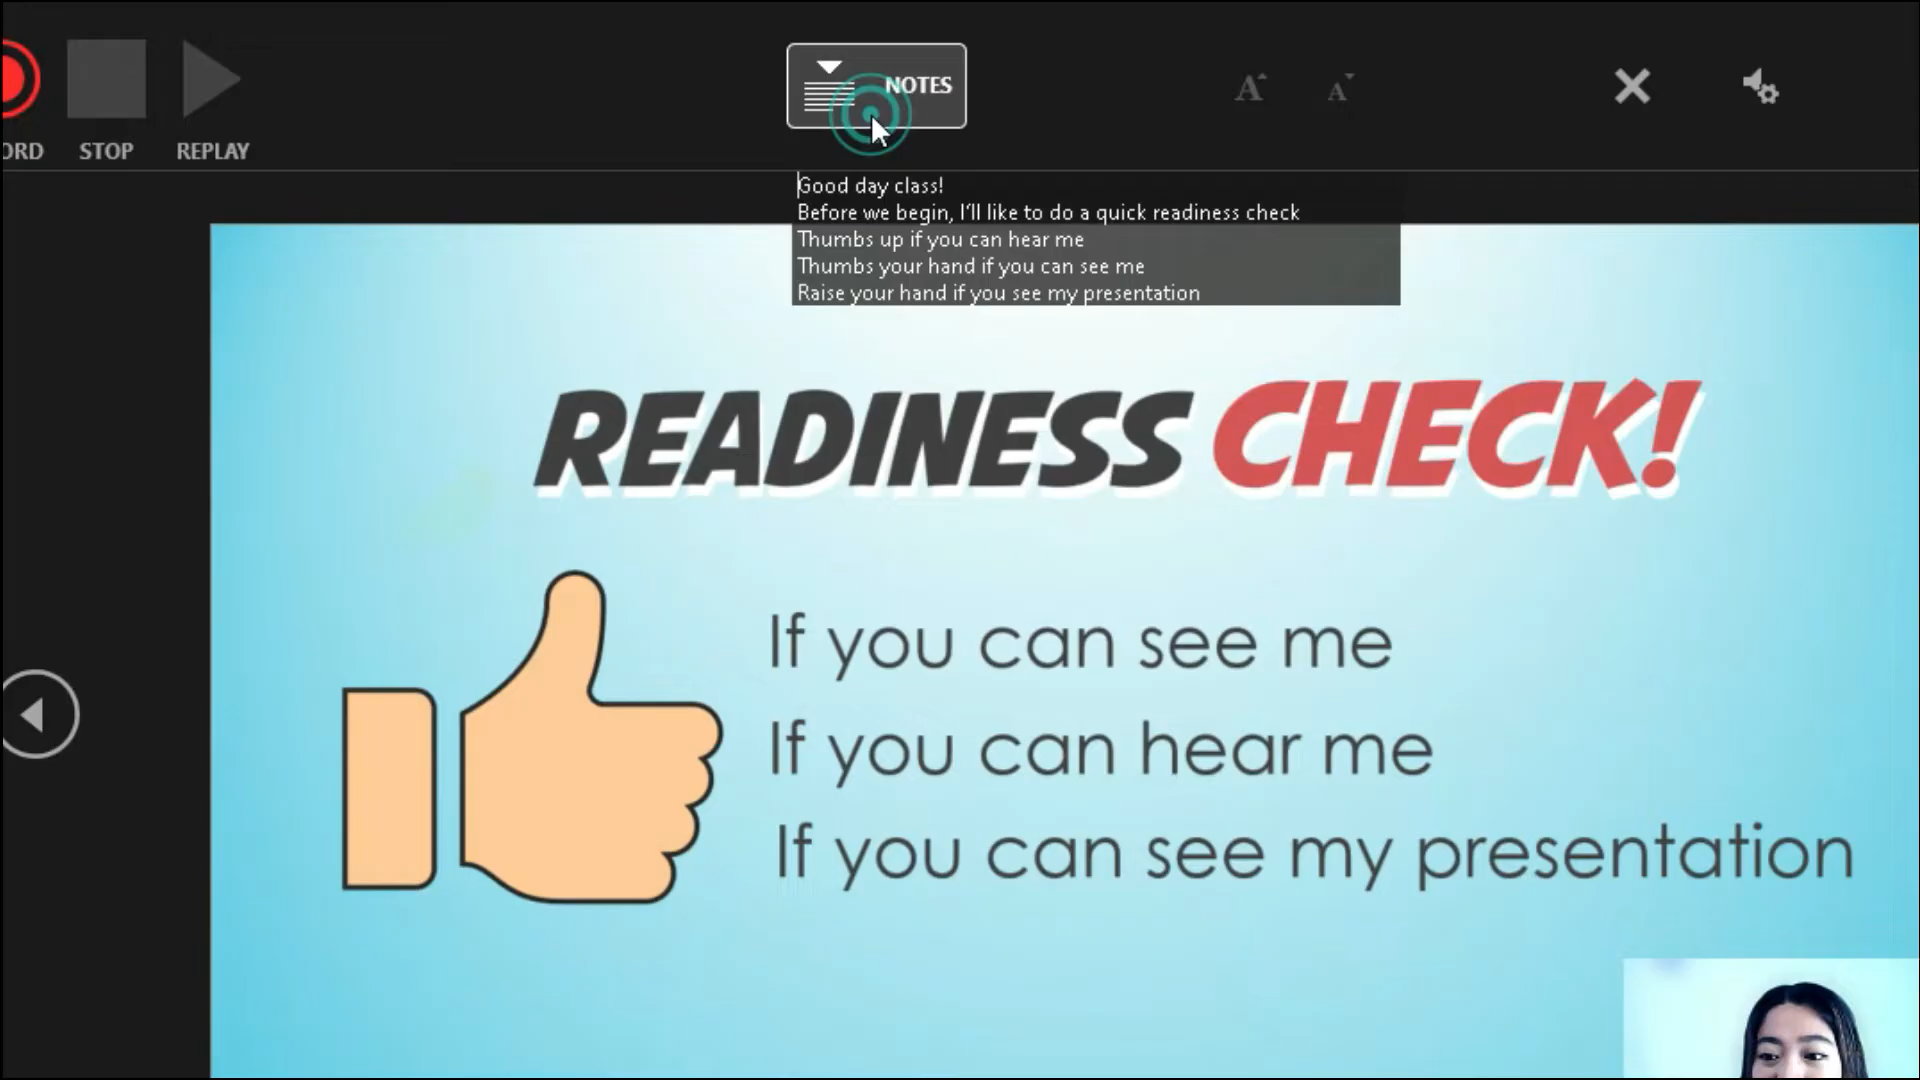 ORD
STOP
REPLAY
NOTES
A
A
Good day class!
Before we begin, I'll like to do a quick readiness check
Thumbs up if you can hear me
Thumbs your hand if you can see me
Raise your hand if you see my presentation
READINESS CHECK!
If you can see me
If you can hear me
If you can see my presentation